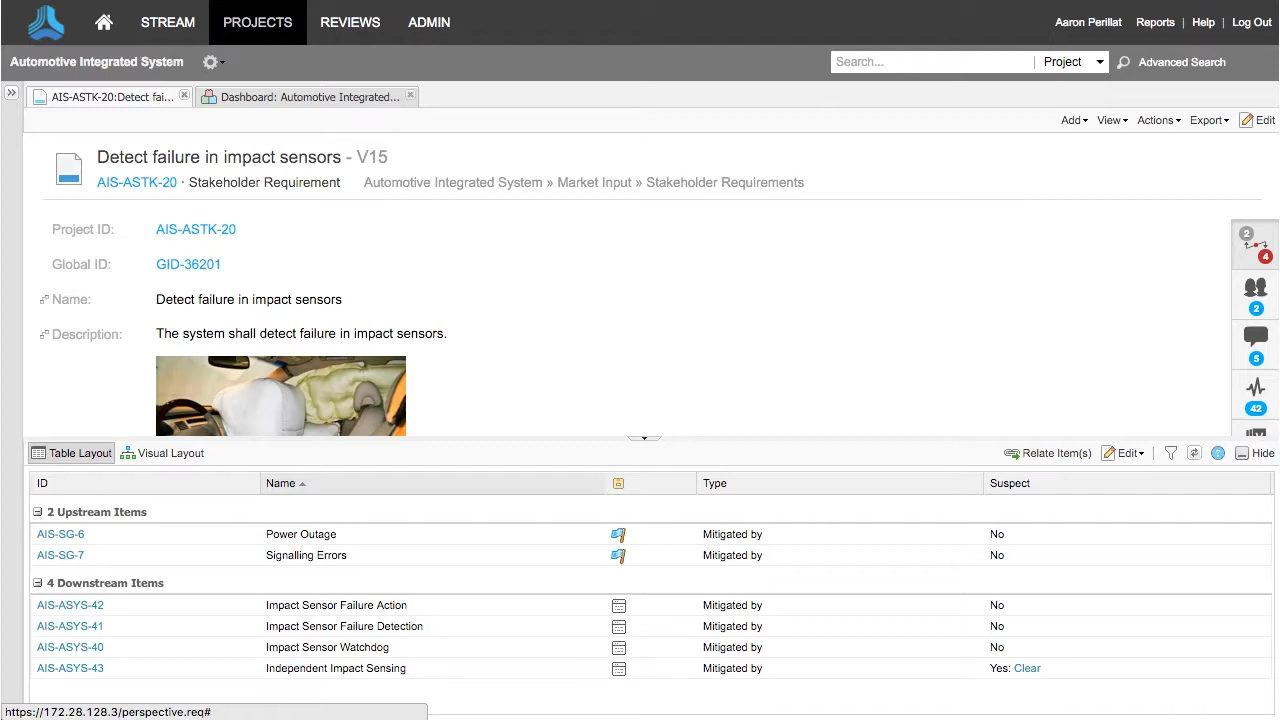 STREAM PROJECTS REVIEWS ADMIN Aaron Perillat Reports | Help | Log Out
Automotive Integrated System Search... Project Advanced Search
AIS-ASTK-20:Detect fai... Dashboard: Automotive Integrated...
Add View Actions Export Edit
Detect failure in impact sensors - V15
AIS-ASTK-20 · Stakeholder Requirement Automotive Integrated System » Market Input » Stakeholder Requirements
Project ID: AIS-ASTK-20
2
4
Global ID: GID-36201
Name: Detect failure in impact sensors
2
Description: The system shall detect failure in impact sensors.
5
42
Table Layout Visual Layout Relate Item(s) Edit | ? Hide
ID Name Type Suspect
2 Upstream Items
AIS-SG-6 Power Outage Mitigated by No
AIS-SG-7 Signalling Errors Mitigated by No
4 Downstream Items
AIS-ASYS-42 Impact Sensor Failure Action Mitigated by No
AIS-ASYS-41 Impact Sensor Failure Detection Mitigated by No
AIS-ASYS-40 Impact Sensor Watchdog Mitigated by No
AIS-ASYS-43 Independent Impact Sensing Mitigated by Yes: Clear
https://172.28.128.3/perspective.req#